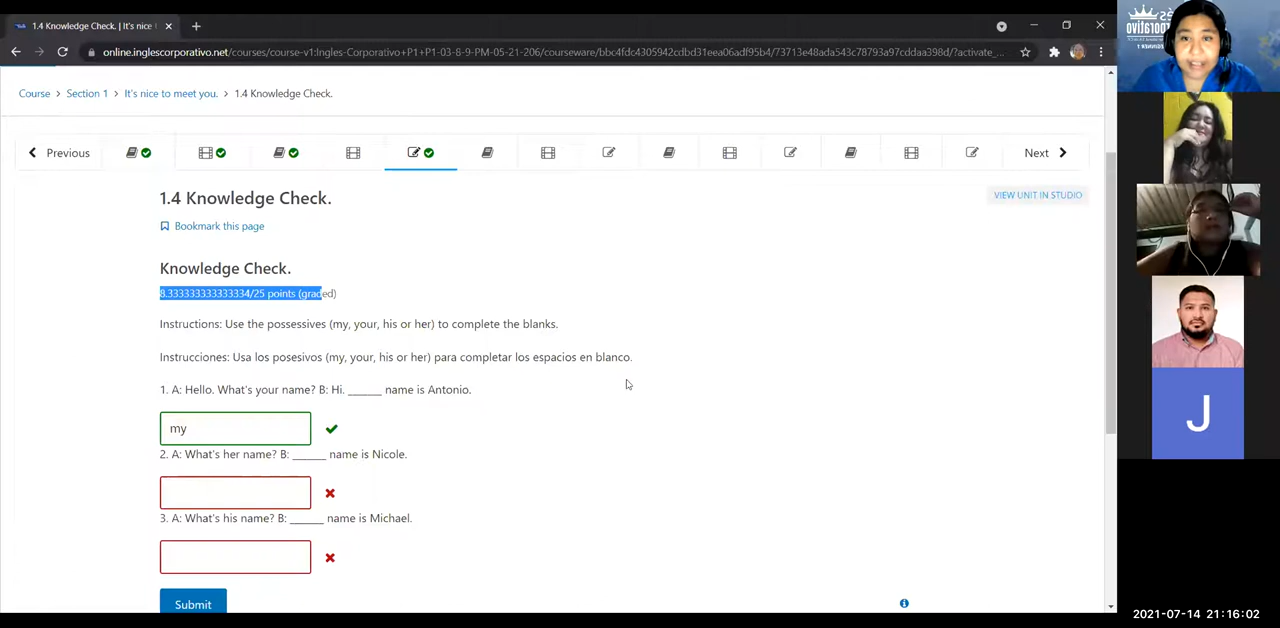 1.4 Knowledge Check. | It's nice
online.inglescorporativo.net/courses/course-v1:Ingles-Corporativo+P1+P1-03-8-9-PM-05-21-206/courseware/bbc4fdc4305942cdbd31eea06adf95b4/73713e48ada543c78793a97cddaa398d/?activate_...
Course > Section 1 > It's nice to meet you. > 1.4 Knowledge Check.
Previous
Next
1.4 Knowledge Check.
VIEW UNIT IN STUDIO
Bookmark this page
Knowledge Check.
8.333333333333334/25 points (graded)
Instructions: Use the possessives (my, your, his or her) to complete the blanks.
Instrucciones: Usa los posesivos (my, your, his or her) para completar los espacios en blanco.
1. A: Hello. What's your name? B: Hi. ______ name is Antonio.
my
2. A: What's her name? B: ______ name is Nicole.
3. A: What's his name? B: ______ name is Michael.
Submit
J
2021-07-14 21:16:02